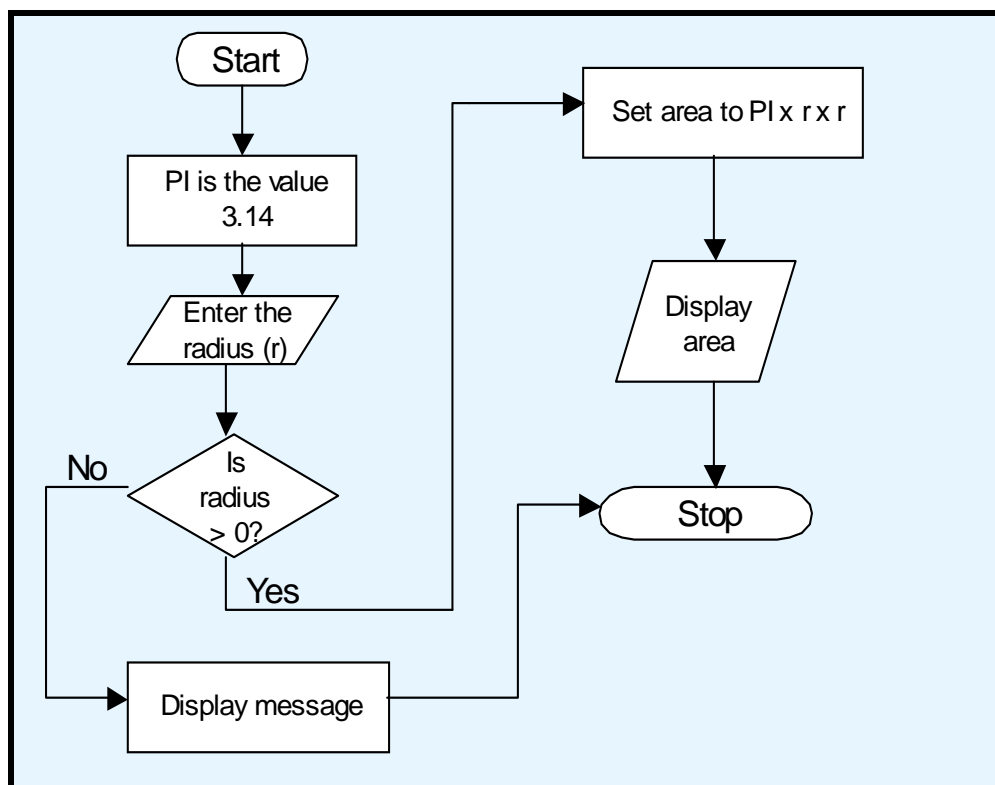 Start
PI is the value
3.14
Enter the
radius (r)
Is
radius
> 0?
No
Yes
Display message
Set area to PI x r x r
Display
area
Stop